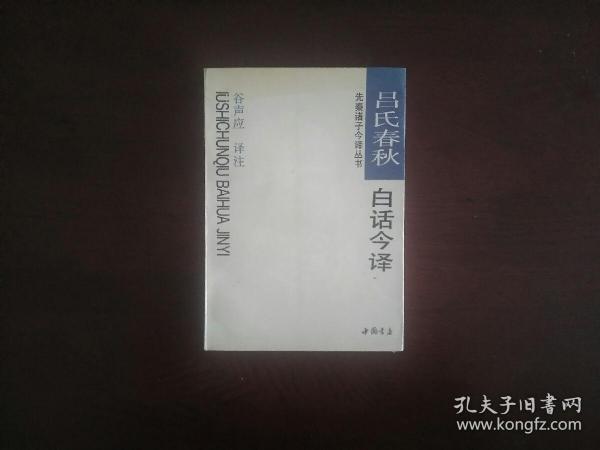 吕氏春秋
白话今译
先秦诸子今译丛书
谷声应 译注
LÜSHICHUNQIU BAIHUA JINYI
中国书店
孔夫子旧书网
www.kongfz.com